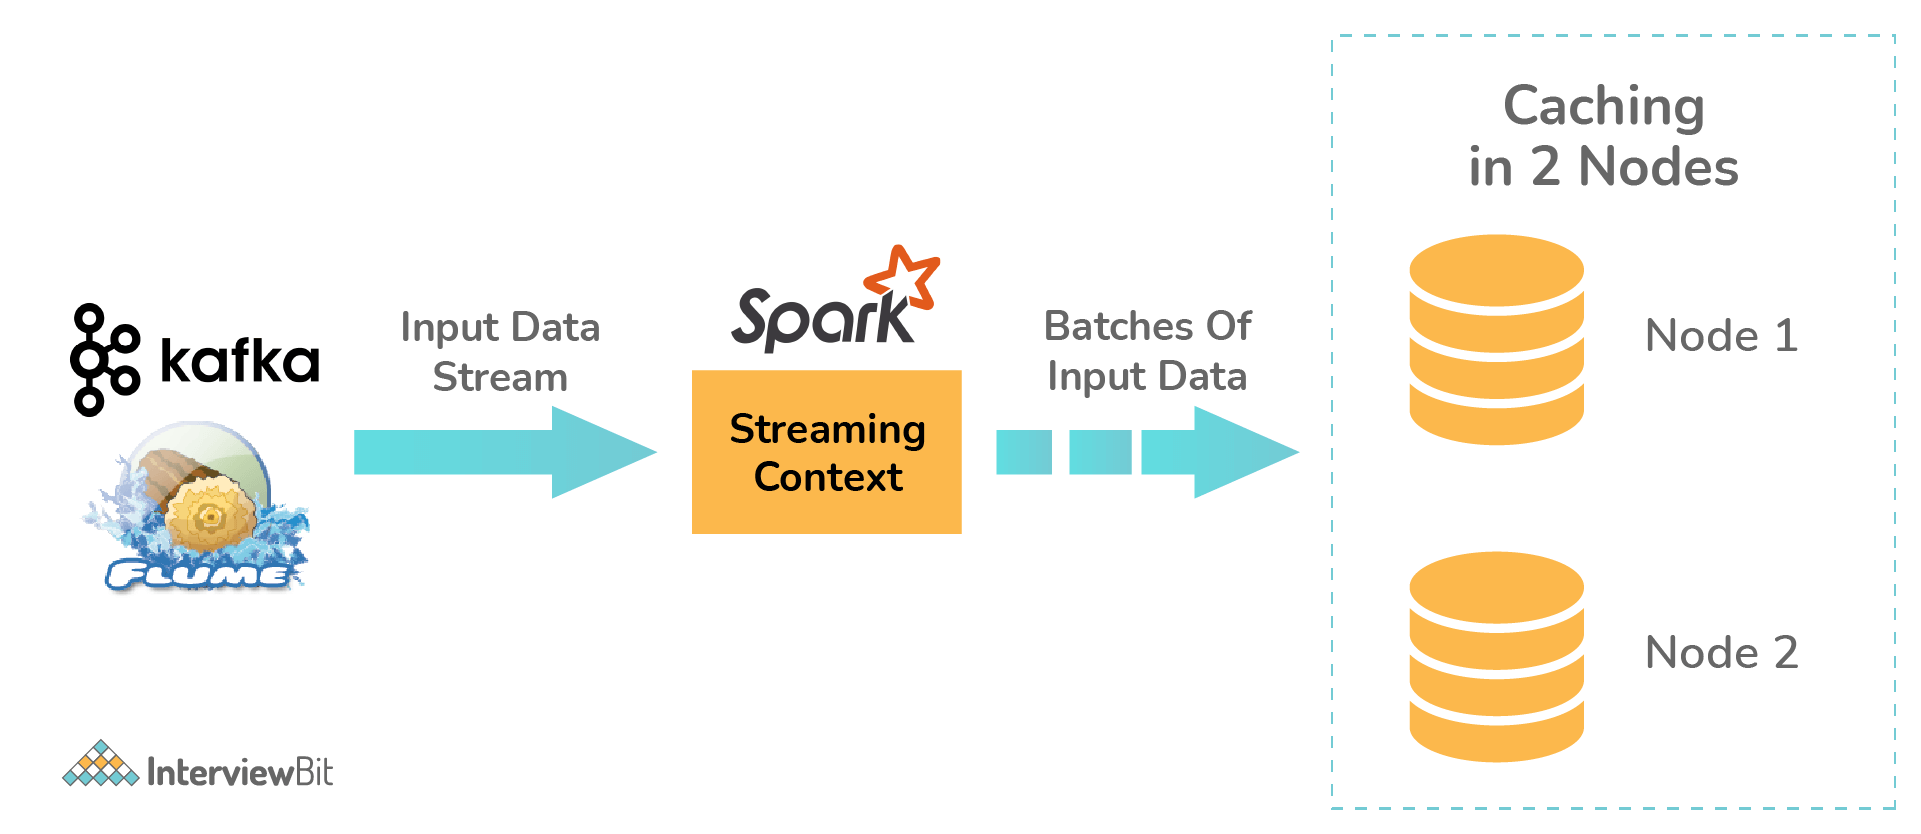 Caching
in 2 Nodes
kafka
FLUME
Input Data
Stream
Spark
Streaming
Context
Batches Of
Input Data
Node 1
Node 2
InterviewBit